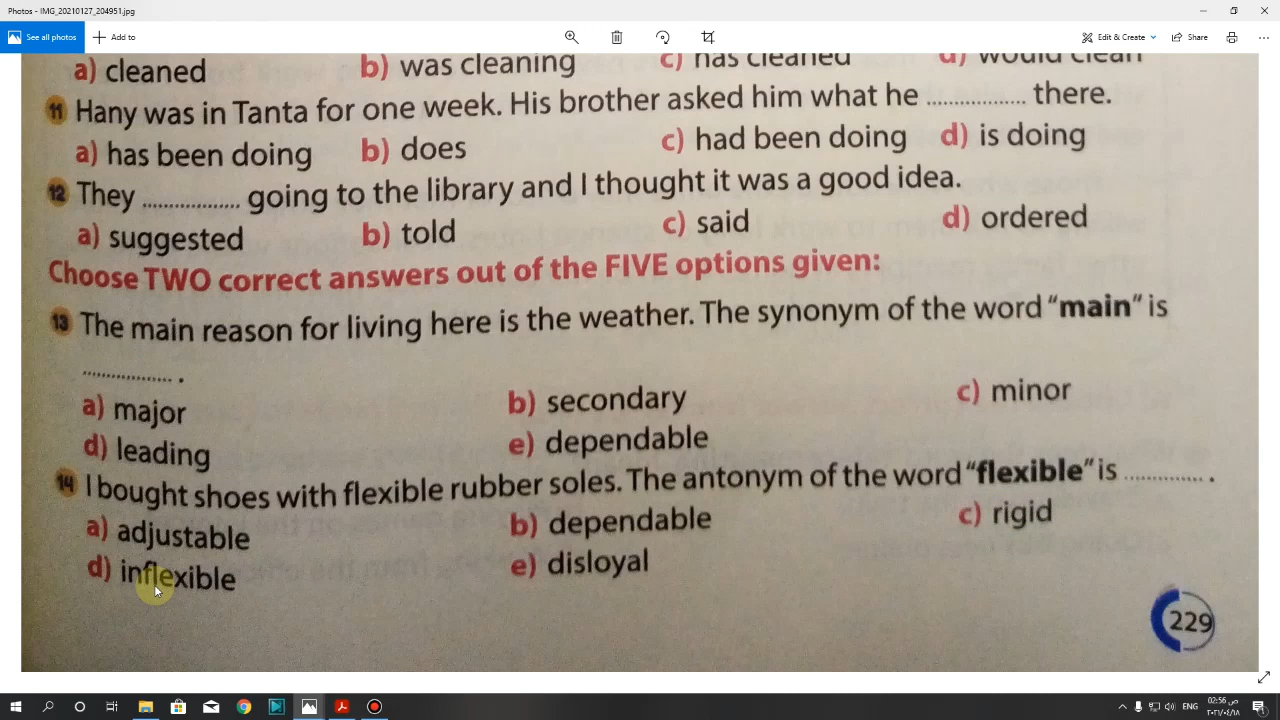 Photos - IMG_20210127_204951.jpg
See all photos
Add to
Edit & Create
Share
a) cleaned b) was cleaning c) has cleaned d) would clean
11 Hany was in Tanta for one week. His brother asked him what he .................. there.
a) has been doing b) does c) had been doing d) is doing
12 They .................. going to the library and I thought it was a good idea.
a) suggested b) told c) said d) ordered
Choose TWO correct answers out of the FIVE options given:
13 The main reason for living here is the weather. The synonym of the word “main” is
.................. .
a) major b) secondary c) minor
d) leading e) dependable
14 I bought shoes with flexible rubber soles. The antonym of the word “flexible” is .............. .
a) adjustable b) dependable c) rigid
d) inflexible e) disloyal
229
ENG
02:56 ص
٢٠٢١/٠٤/١٨